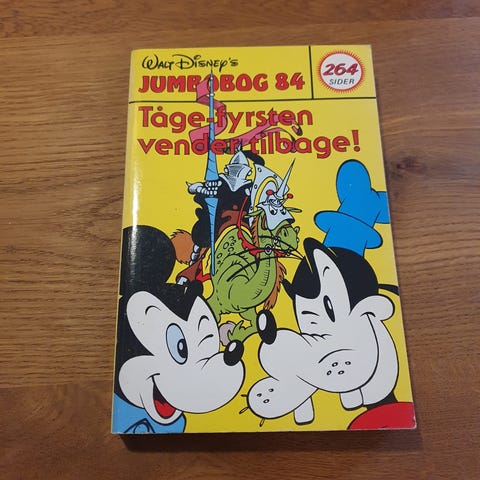 WALT DISNEY'S
JUMBOBOG 84
264
SIDER
Tåge-fyrsten
vender tilbage!